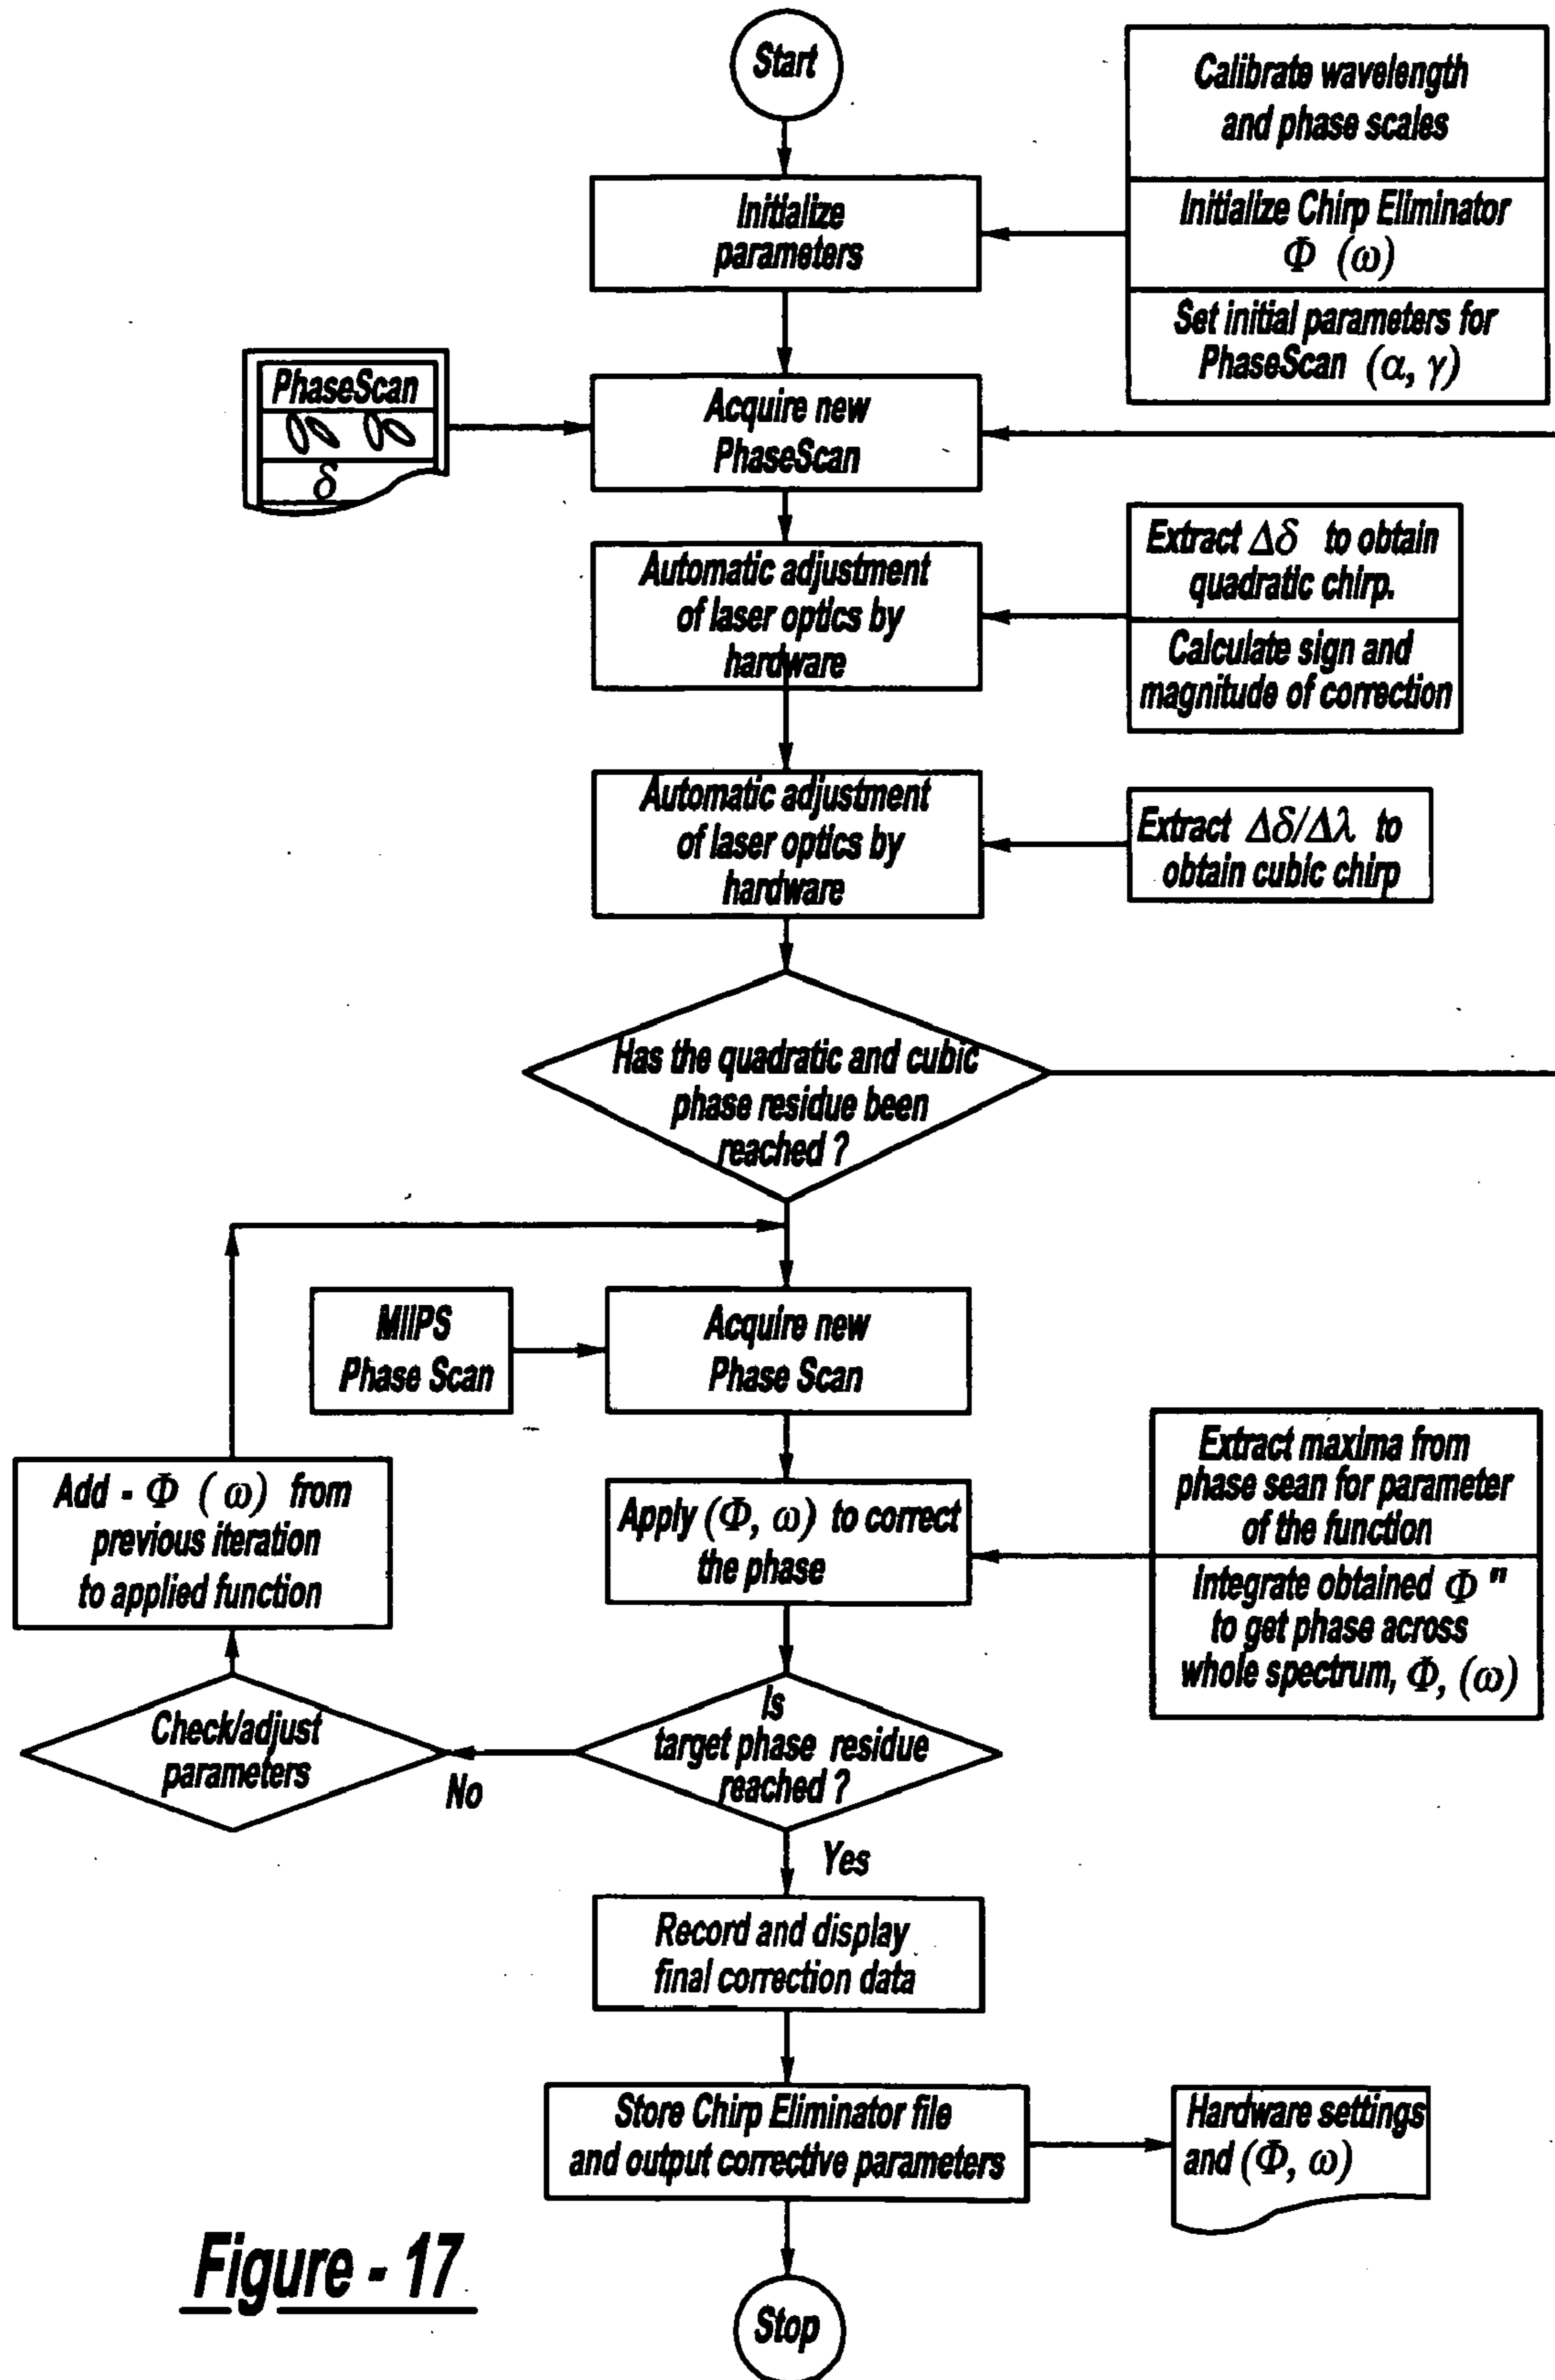 Start
Calibrate wavelength
and phase scales
Initialize
parameters
Initialize Chirp Eliminator
Φ (ω)
Set initial parameters for
PhaseScan (α, γ)
PhaseScan
δ
Acquire new
PhaseScan
Automatic adjustment
of laser optics by
hardware
Extract Δδ to obtain
quadratic chirp.
Calculate sign and
magnitude of correction
Automatic adjustment
of laser optics by
hardware
Extract Δδ/Δλ to
obtain cubic chirp
Has the quadratic and cubic
phase residue been
reached ?
MIIPS
Phase Scan
Acquire new
Phase Scan
Add - Φ (ω) from
previous iteration
to applied function
Apply (Φ, ω) to correct
the phase
Extract maxima from
phase sean for parameter
of the function
integrate obtained Φ "
to get phase across
whole spectrum, Φ, (ω)
Check/adjust
parameters
No
Is
target phase residue
reached ?
Yes
Record and display
final correction data
Store Chirp Eliminator file
and output corrective parameters
Hardware settings
and (Φ, ω)
Stop
Figure - 17